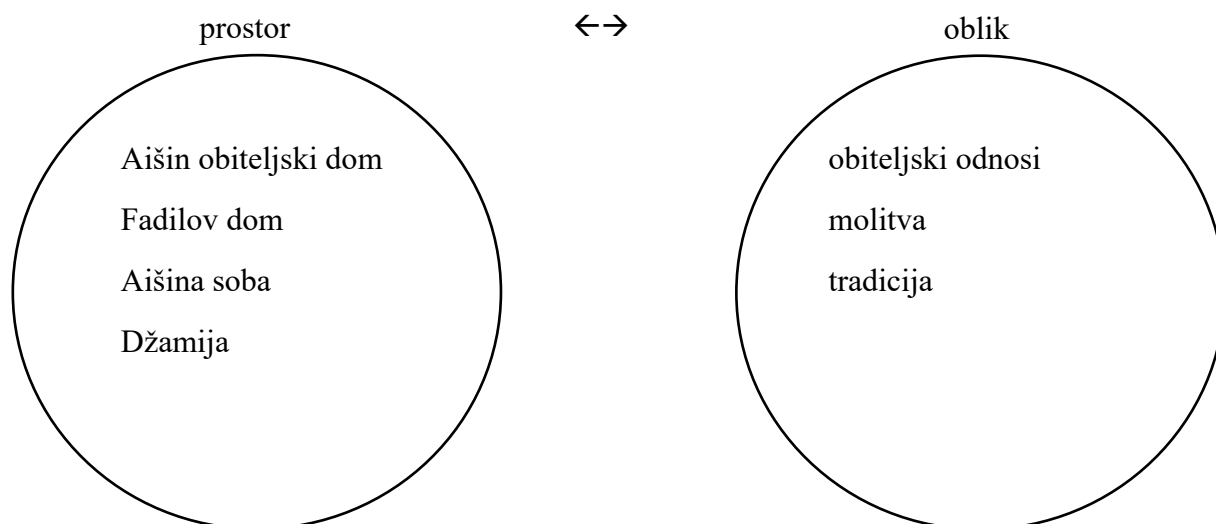 prostor ←→ oblik
Aišin obiteljski dom
Fadilov dom
Aišina soba
Džamija
obiteljski odnosi
molitva
tradicija